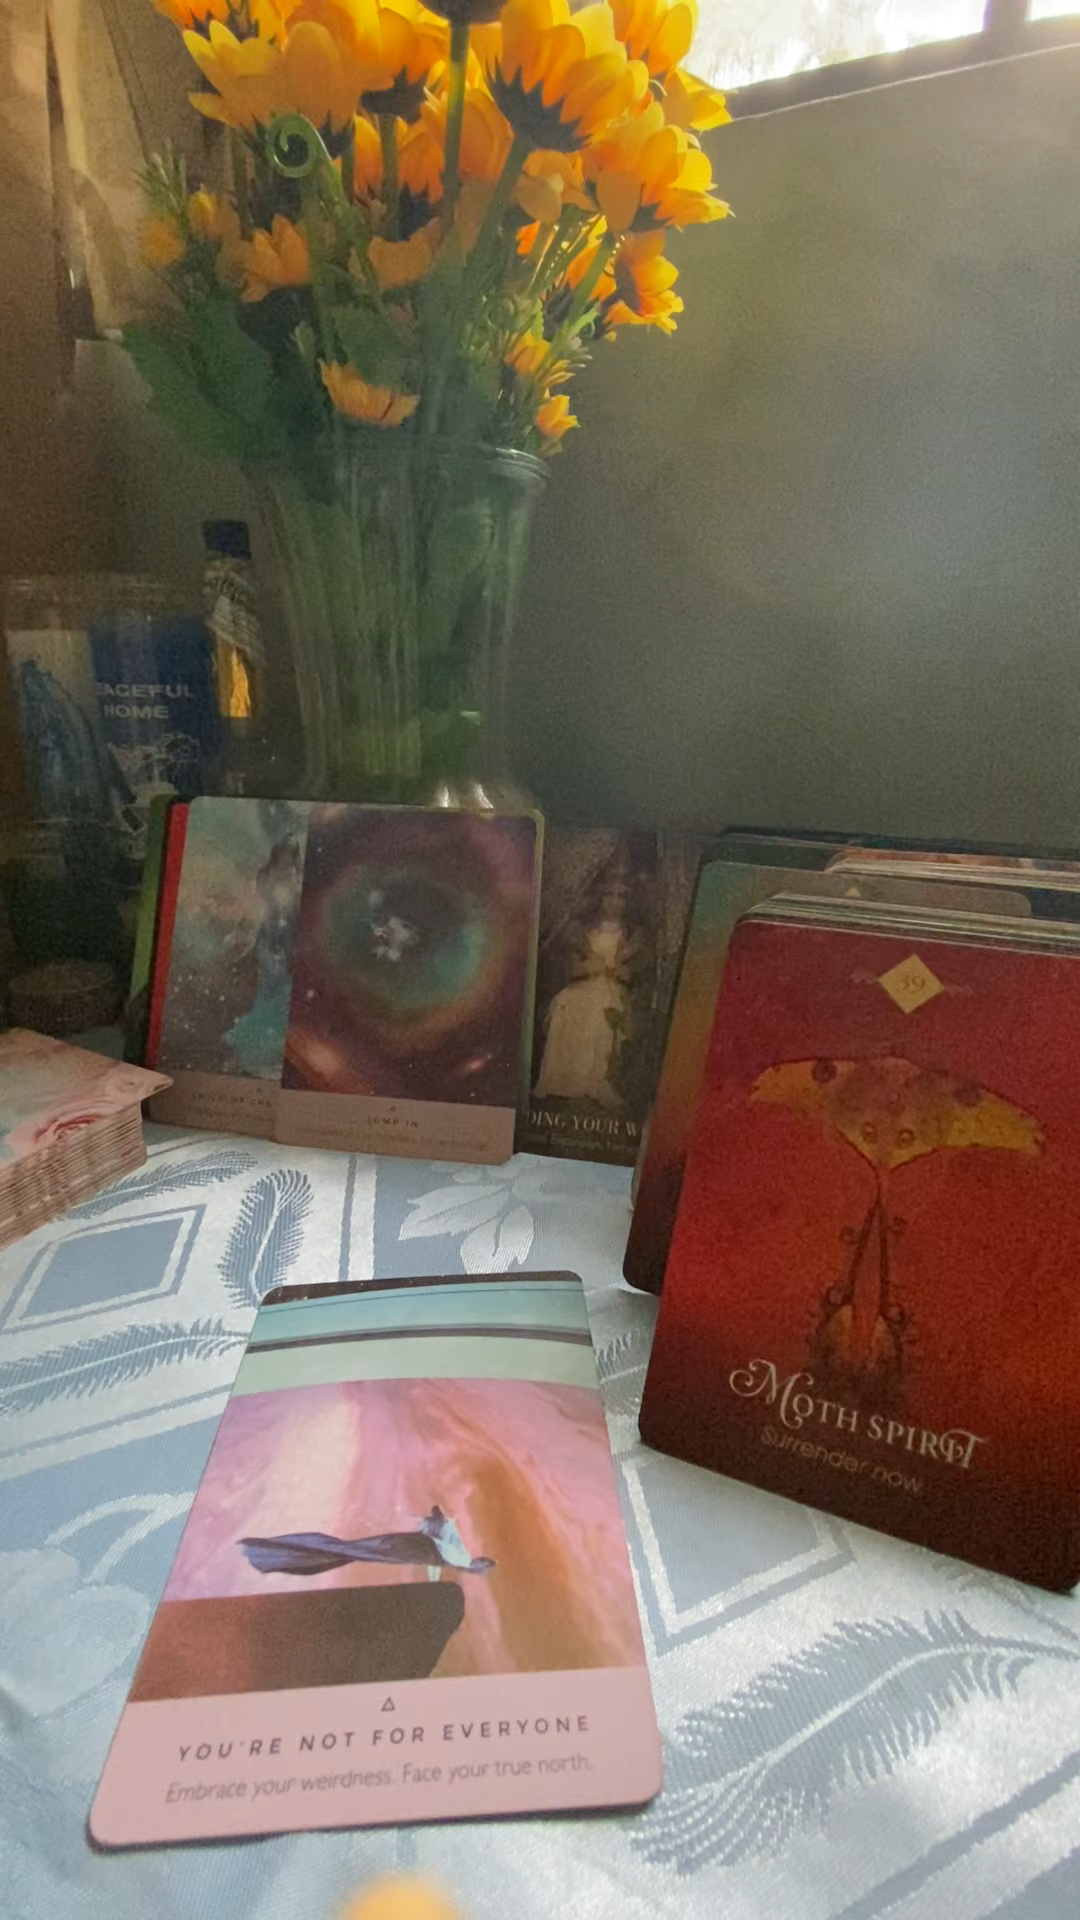 ACEFUL
HOME
JUMP IN
DING YOUR W
39
MOTH SPIRIT
Surrender now
YOU'RE NOT FOR EVERYONE
Embrace your weirdness. Face your true north.